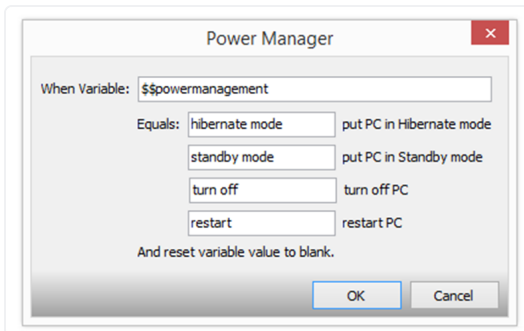 Power Manager
When Variable: $$powermanagement
Equals: hibernate mode put PC in Hibernate mode
standby mode put PC in Standby mode
turn off turn off PC
restart restart PC
And reset variable value to blank.
OK Cancel